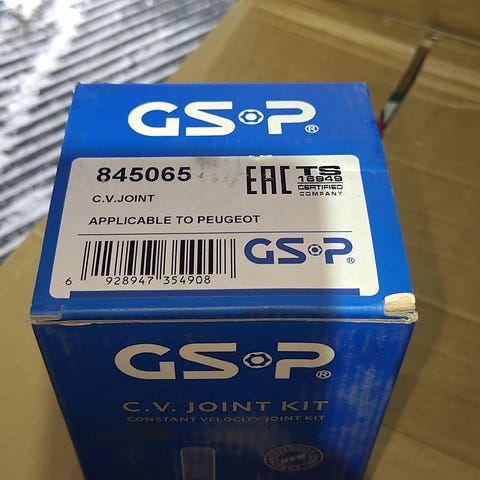 GSP®
845065
EAC TS
16949
CERTIFIED
COMPANY
C.V.JOINT
APPLICABLE TO PEUGEOT
GSP®
6 928947 354908
GSP®
C.V. JOINT KIT
CONSTANT VELOCITY JOINT KIT
NEW